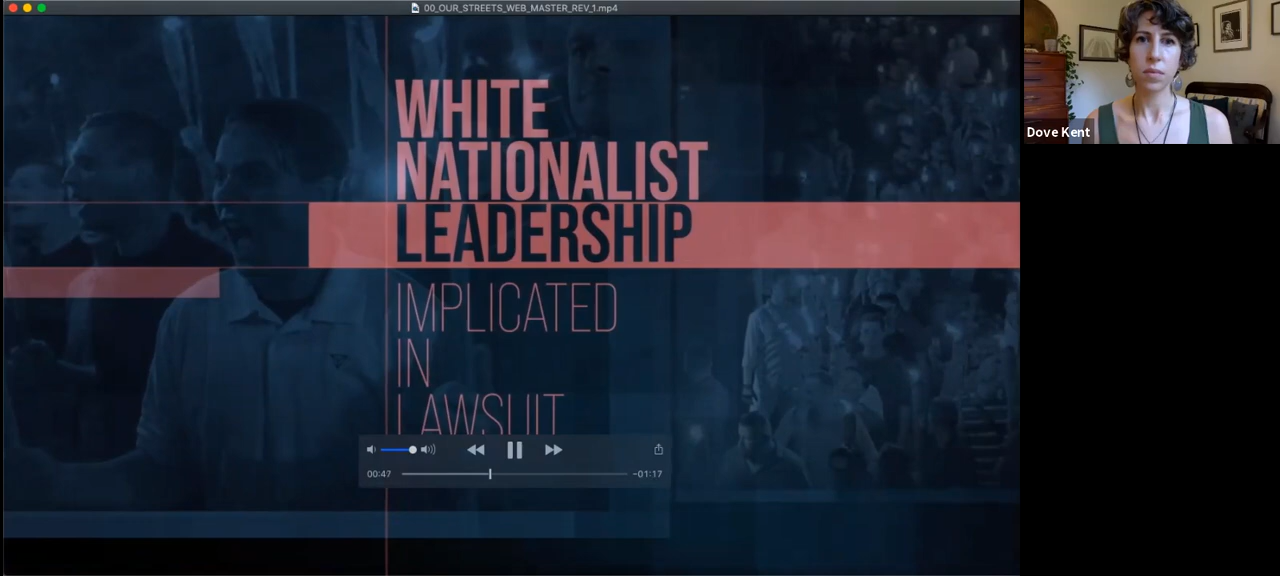 00_OUR_STREETS_WEB_MASTER_REV_1.mp4
WHITE
NATIONALIST
LEADERSHIP
IMPLICATED
IN
LAWSUIT
00:47
-01:17
Dove Kent